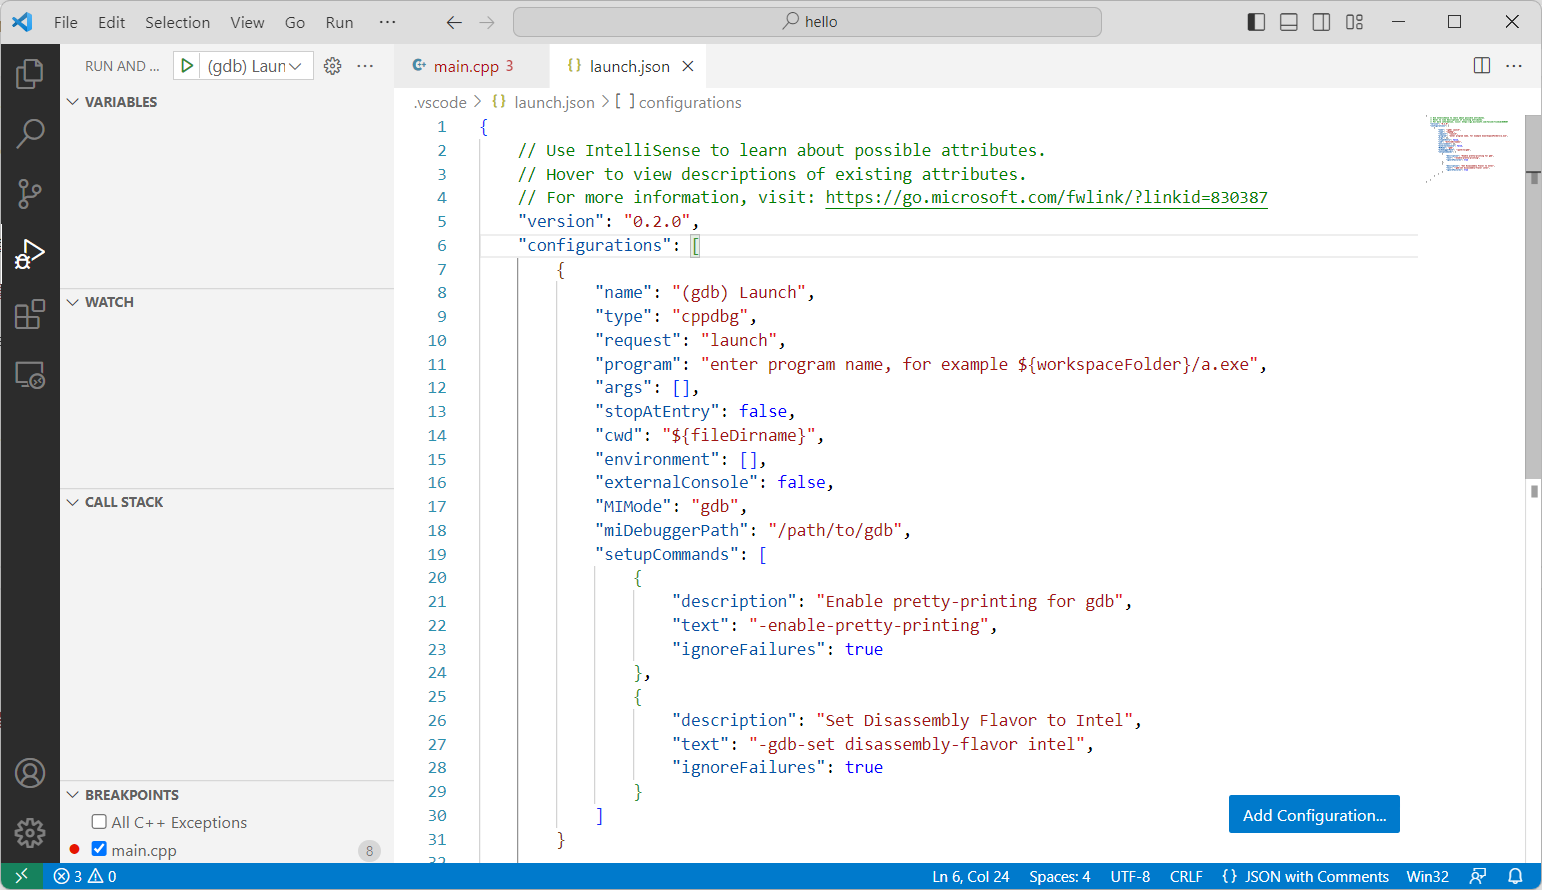 File Edit Selection View Go Run ···
hello
RUN AND ... (gdb) Laun
main.cpp 3
launch.json
VARIABLES
WATCH
CALL STACK
BREAKPOINTS
All C++ Exceptions
main.cpp 8
.vscode > {} launch.json > [ ] configurations
1 {
2 // Use IntelliSense to learn about possible attributes.
3 // Hover to view descriptions of existing attributes.
4 // For more information, visit: https://go.microsoft.com/fwlink/?linkid=830387
5 "version": "0.2.0",
6 "configurations": [
7 {
8 "name": "(gdb) Launch",
9 "type": "cppdbg",
10 "request": "launch",
11 "program": "enter program name, for example ${workspaceFolder}/a.exe",
12 "args": [],
13 "stopAtEntry": false,
14 "cwd": "${fileDirname}",
15 "environment": [],
16 "externalConsole": false,
17 "MIMode": "gdb",
18 "miDebuggerPath": "/path/to/gdb",
19 "setupCommands": [
20 {
21 "description": "Enable pretty-printing for gdb",
22 "text": "-enable-pretty-printing",
23 "ignoreFailures": true
24 },
25 {
26 "description": "Set Disassembly Flavor to Intel",
27 "text": "-gdb-set disassembly-flavor intel",
28 "ignoreFailures": true
29 }
30 ]
31 }
32
Add Configuration...
3 0
Ln 6, Col 24 Spaces: 4 UTF-8 CRLF {} JSON with Comments Win32